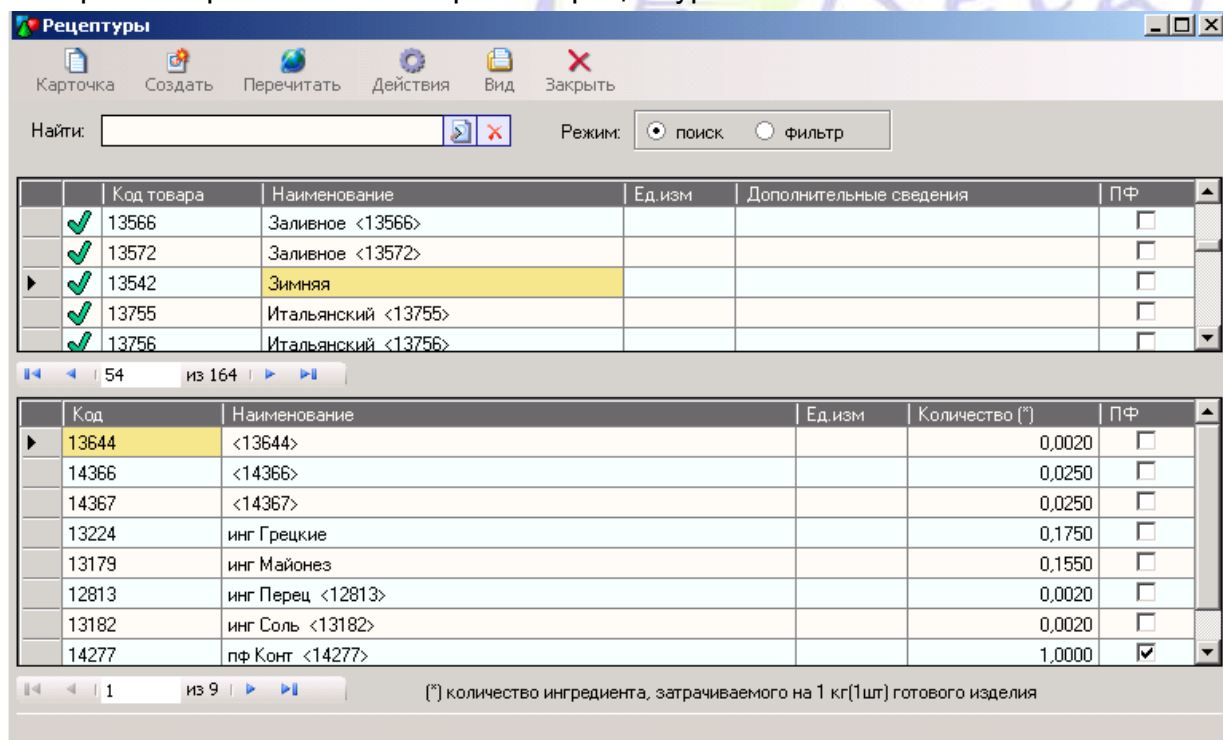 Рецептуры
Карточка Создать Перечитать Действия Вид Закрыть
Найти: Режим: поиск фильтр
Код товара Наименование Ед.изм Дополнительные сведения ПФ
13566 Заливное <13566>
13572 Заливное <13572>
13542 Зимняя
13755 Итальянский <13755>
13756 Итальянский <13756>
54 из 164
Код Наименование Ед.изм Количество (*) ПФ
13644 <13644> 0,0020
14366 <14366> 0,0250
14367 <14367> 0,0250
13224 инг Грецкие 0,1750
13179 инг Майонез 0,1550
12813 инг Перец <12813> 0,0020
13182 инг Соль <13182> 0,0020
14277 пф Конт <14277> 1,0000
1 из 9 (*) количество ингредиента, затрачиваемого на 1 кг(1шт) готового изделия